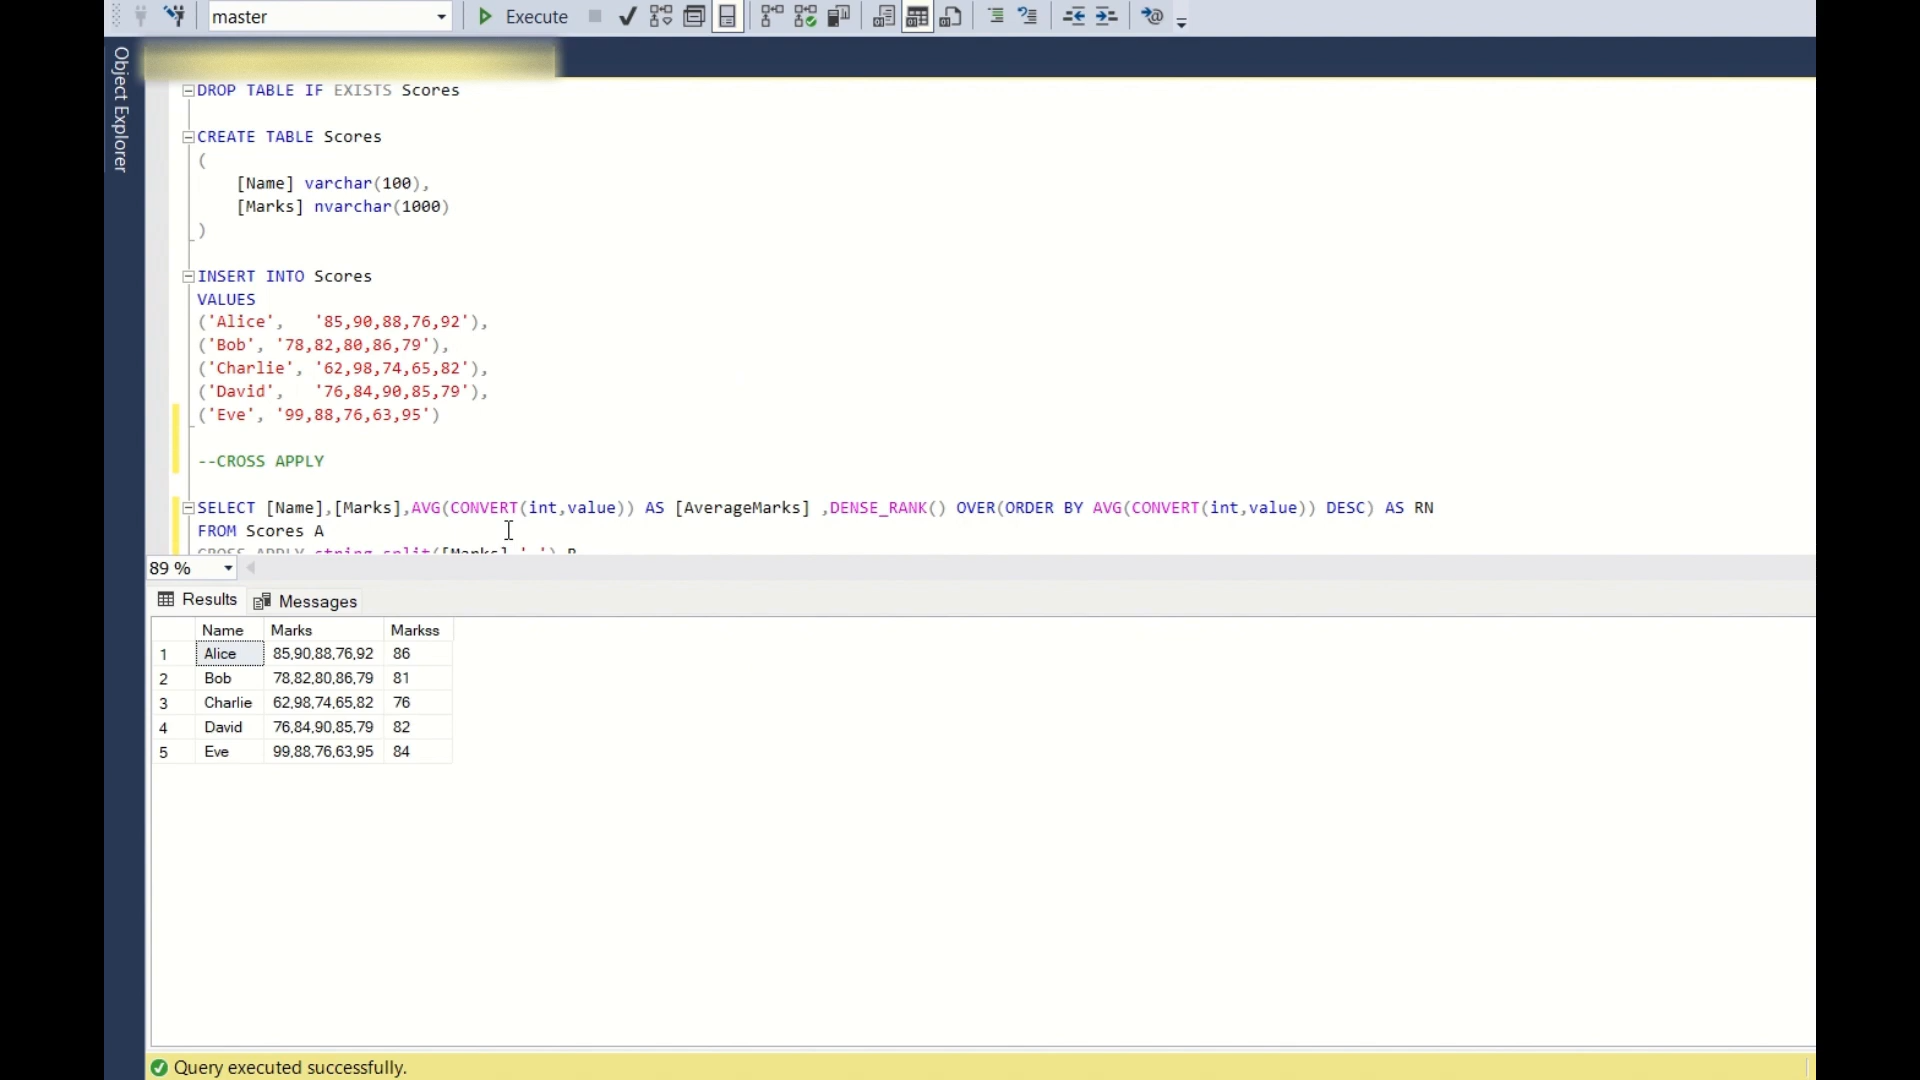 master
Execute
Object Explorer
DROP TABLE IF EXISTS Scores
CREATE TABLE Scores
(
[Name] varchar(100),
[Marks] nvarchar(1000)
)
INSERT INTO Scores
VALUES
('Alice', '85,90,88,76,92'),
('Bob', '78,82,80,86,79'),
('Charlie', '62,98,74,65,82'),
('David', '76,84,90,85,79'),
('Eve', '99,88,76,63,95')
--CROSS APPLY
SELECT [Name],[Marks],AVG(CONVERT(int,value)) AS [AverageMarks] ,DENSE_RANK() OVER(ORDER BY AVG(CONVERT(int,value)) DESC) AS RN
FROM Scores A
CROSS APPLY string_split([Marks],',') B
89 %
Results Messages
Name Marks Markss
1 Alice 85,90,88,76,92 86
2 Bob 78,82,80,86,79 81
3 Charlie 62,98,74,65,82 76
4 David 76,84,90,85,79 82
5 Eve 99,88,76,63,95 84
Query executed successfully.